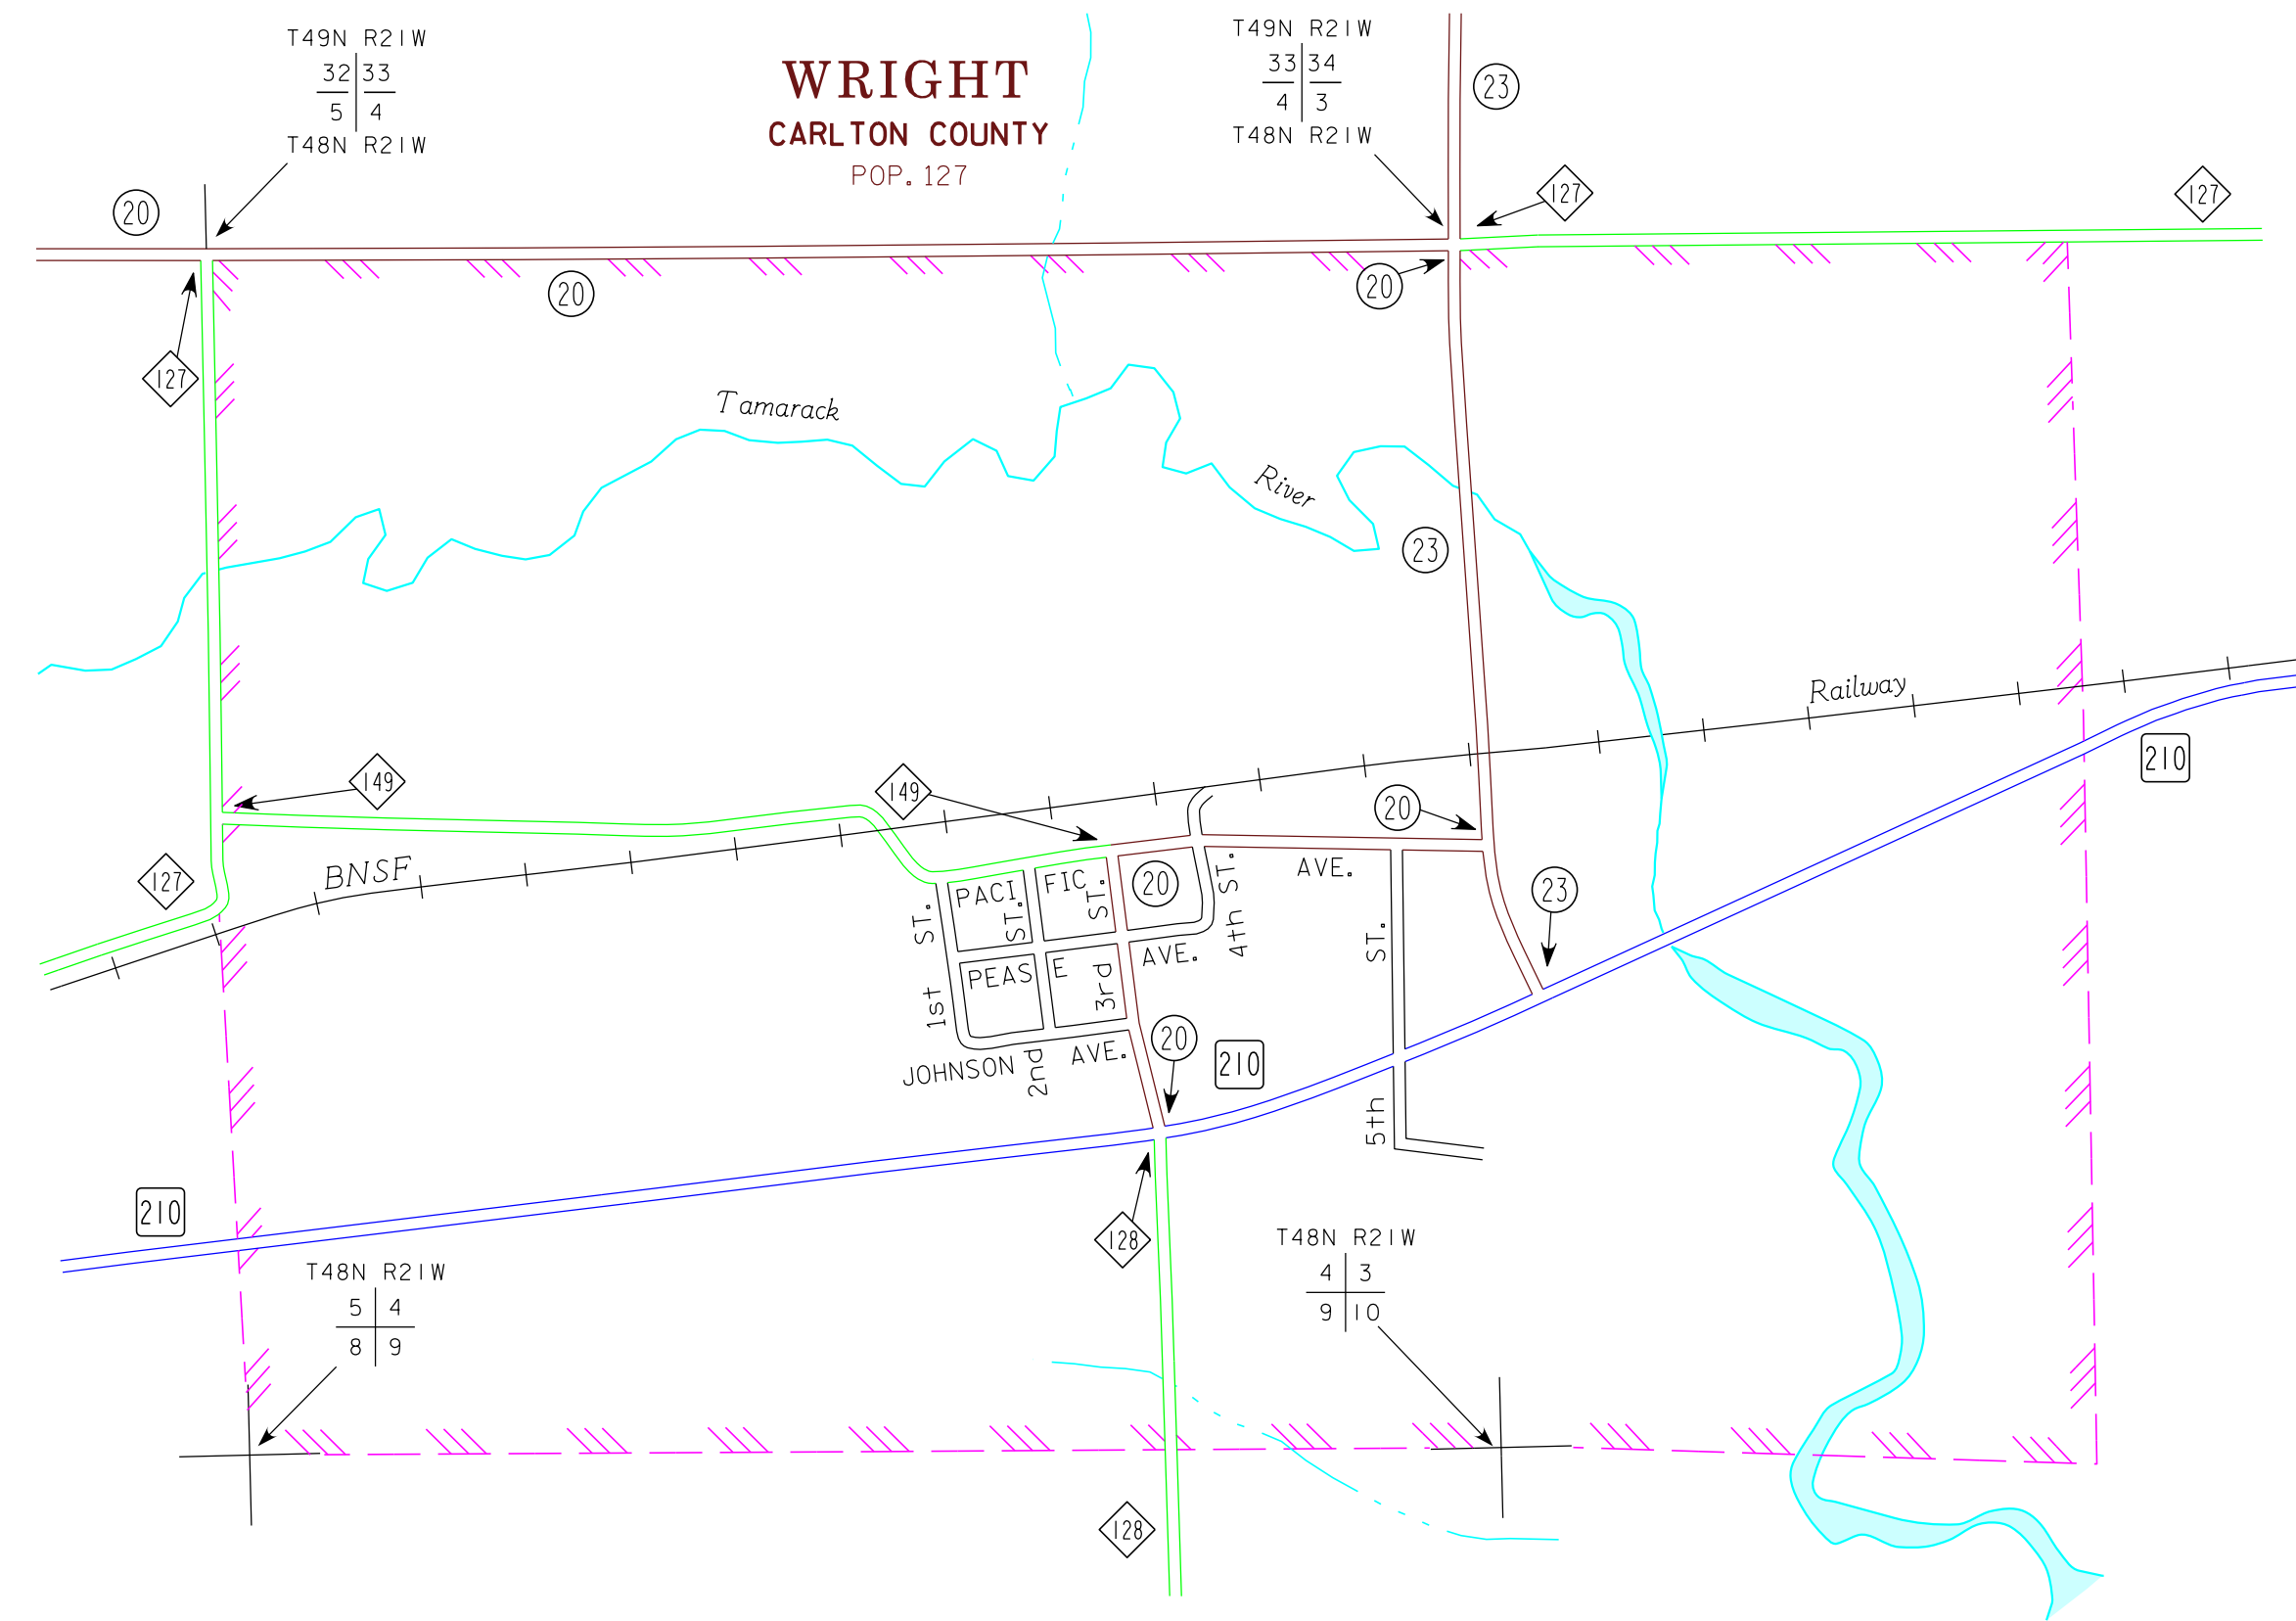 WRIGHT
CARLTON COUNTY
POP. 127
T49N R21W
32 33
5 4
T48N R21W
T49N R21W
33 34
4 3
T48N R21W
23
127
127
20
20
20
127
Tamarack
River
23
Railway
210
149
149
20
127
BNSF
PACIFIC
AVE.
20
23
1st ST.
2nd ST.
3rd ST.
4th ST.
5th ST.
PEASE
AVE.
JOHNSON
AVE.
20
210
210
128
T48N R21W
5 4
8 9
T48N R21W
4 3
9 10
128